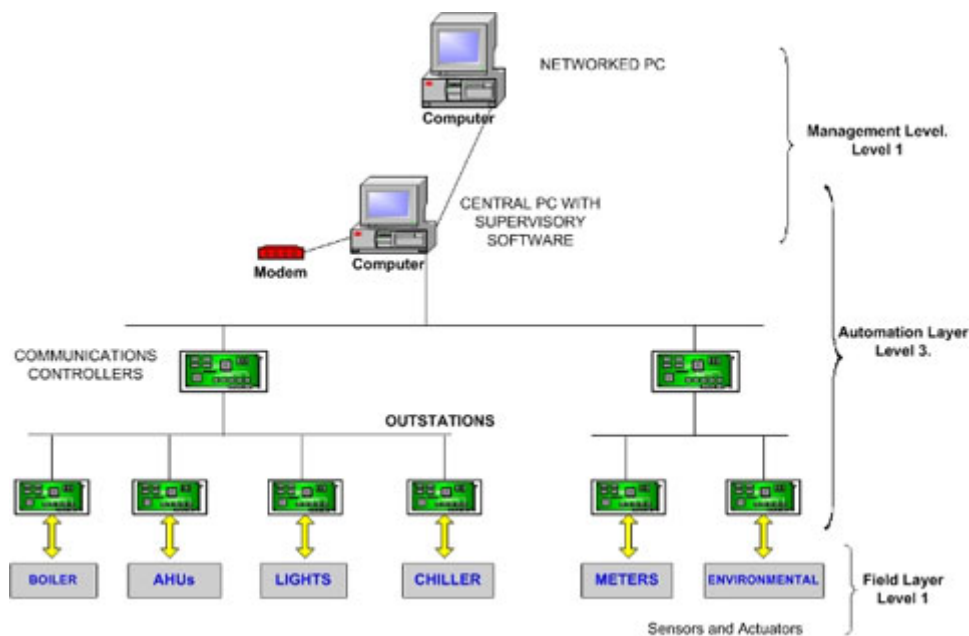 NETWORKED PC
Computer
Management Level.
Level 1
CENTRAL PC WITH
SUPERVISORY
SOFTWARE
Modem
Computer
Automation Layer
Level 3.
COMMUNICATIONS
CONTROLLERS
OUTSTATIONS
BOILER
AHUs
LIGHTS
CHILLER
METERS
ENVIRONMENTAL
Field Layer
Level 1
Sensors and Actuators